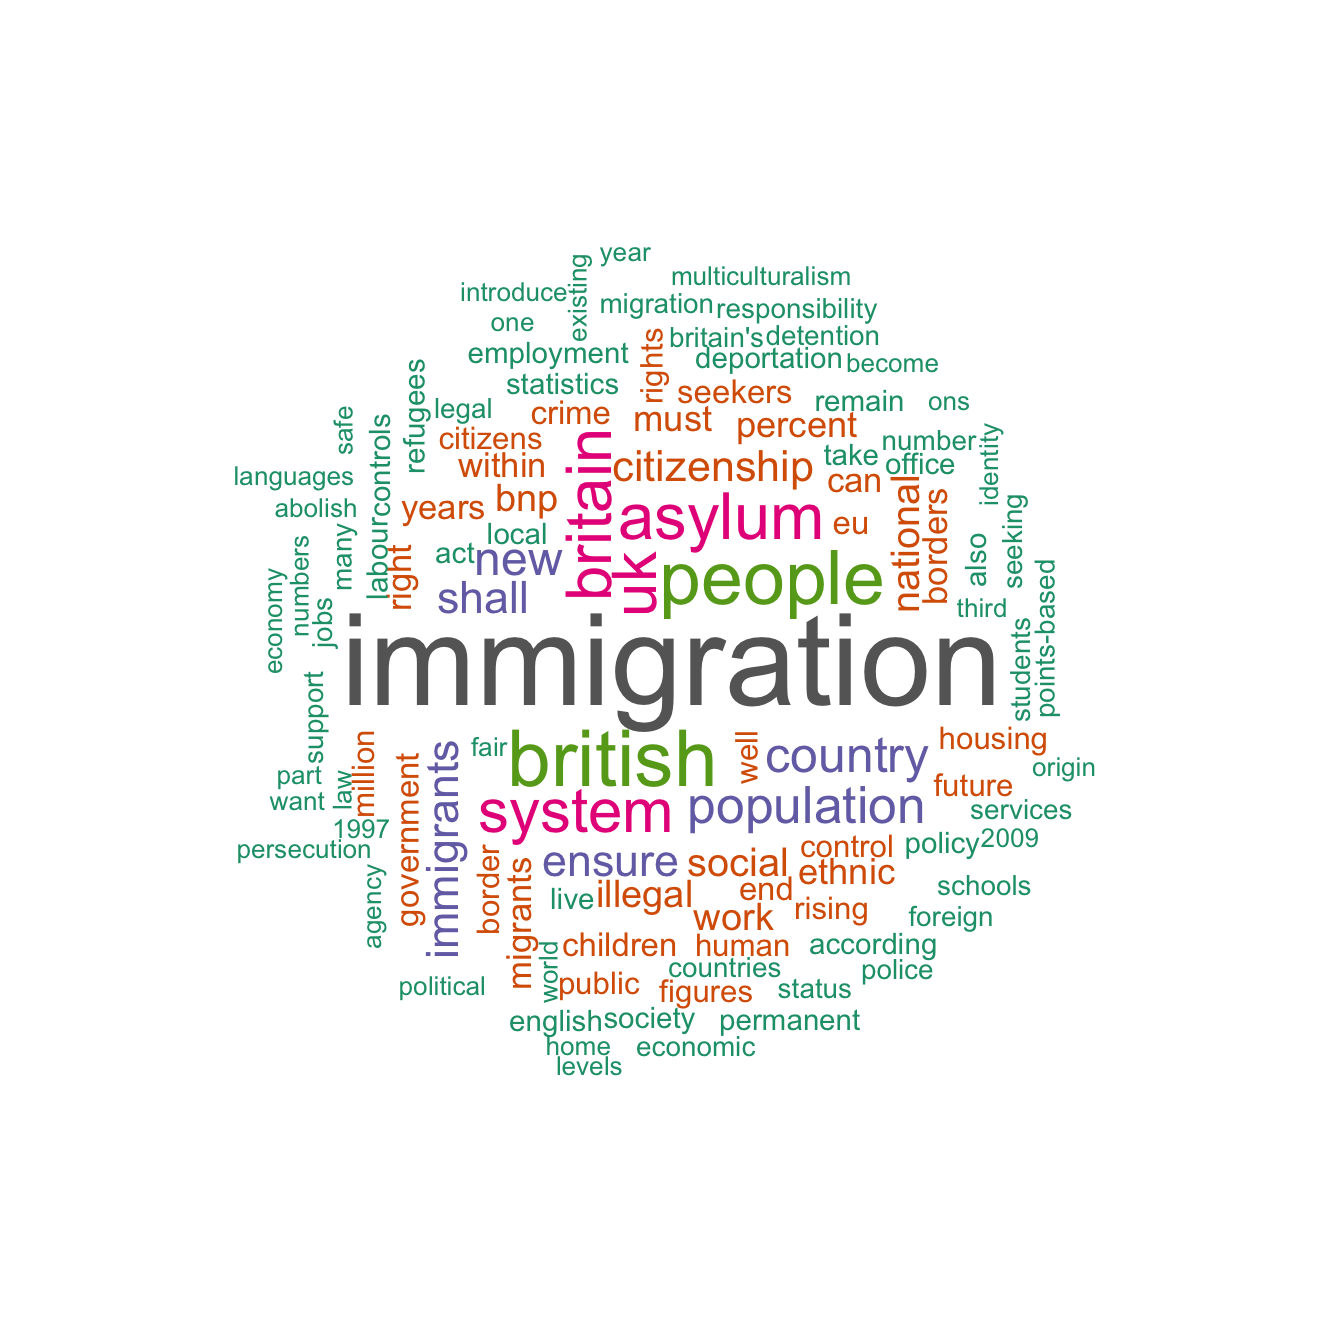 year
existing
multiculturalism
introduce
migration
responsibility
one
britain's
detention
rights
employment
deportation
become
refugees
statistics
seekers
remain
ons
safe
legal
crime
must
percent
controls
citizens
number
identity
britain
within
citizenship
take
office
languages
can
national
abolish
years
bnp
asylum
eu
borders
seeking
labour
many
local
also
numbers
right
act
new
uk
people
points-based
economy
jobs
shall
third
immigration
students
support
million
fair
british
well
country
housing
origin
government
immigrants
part
law
future
want
system
population
services
1997
persecution
control
policy
2009
border
ensure
social
ethnic
agency
migrants
live
illegal
end
schools
work
rising
foreign
children
human
according
world
countries
police
political
public
figures
status
english
society
permanent
home
economic
levels